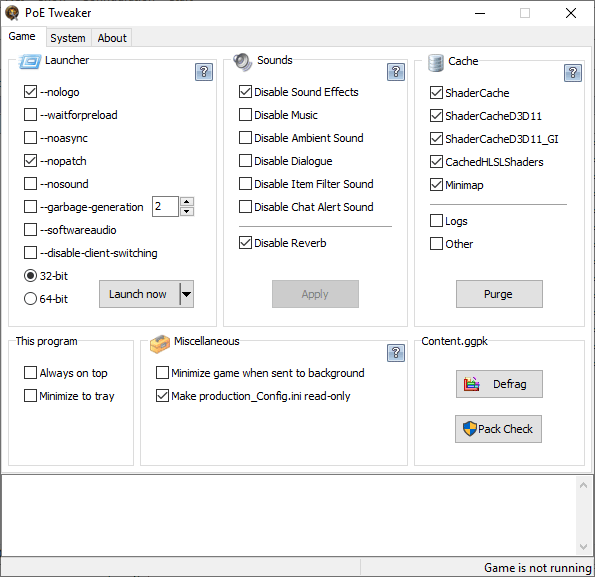 PoE Tweaker
Game System About
Launcher
?
--nologo
--waitforpreload
--noasync
--nopatch
--nosound
--garbage-generation 2
--softwareaudio
--disable-client-switching
32-bit
64-bit
Launch now
Sounds
?
Disable Sound Effects
Disable Music
Disable Ambient Sound
Disable Dialogue
Disable Item Filter Sound
Disable Chat Alert Sound
Disable Reverb
Apply
Cache
?
ShaderCache
ShaderCacheD3D11
ShaderCacheD3D11_GI
CachedHLSLShaders
Minimap
Logs
Other
Purge
This program
Always on top
Minimize to tray
Miscellaneous
?
Minimize game when sent to background
Make production_Config.ini read-only
Content.ggpk
Defrag
Pack Check
Game is not running